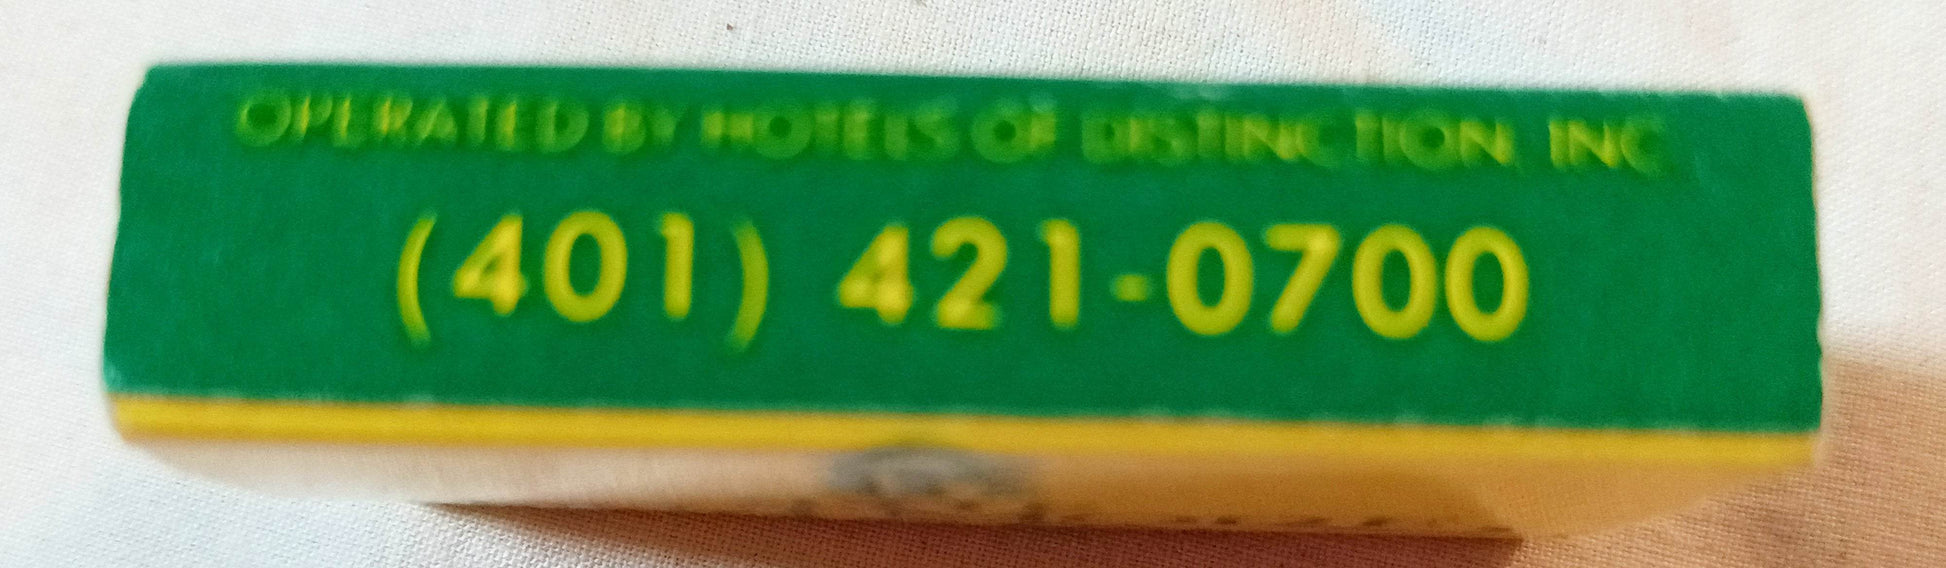 OPERATED BY HOTELS OF DISTINCTION, INC
(401) 421-0700